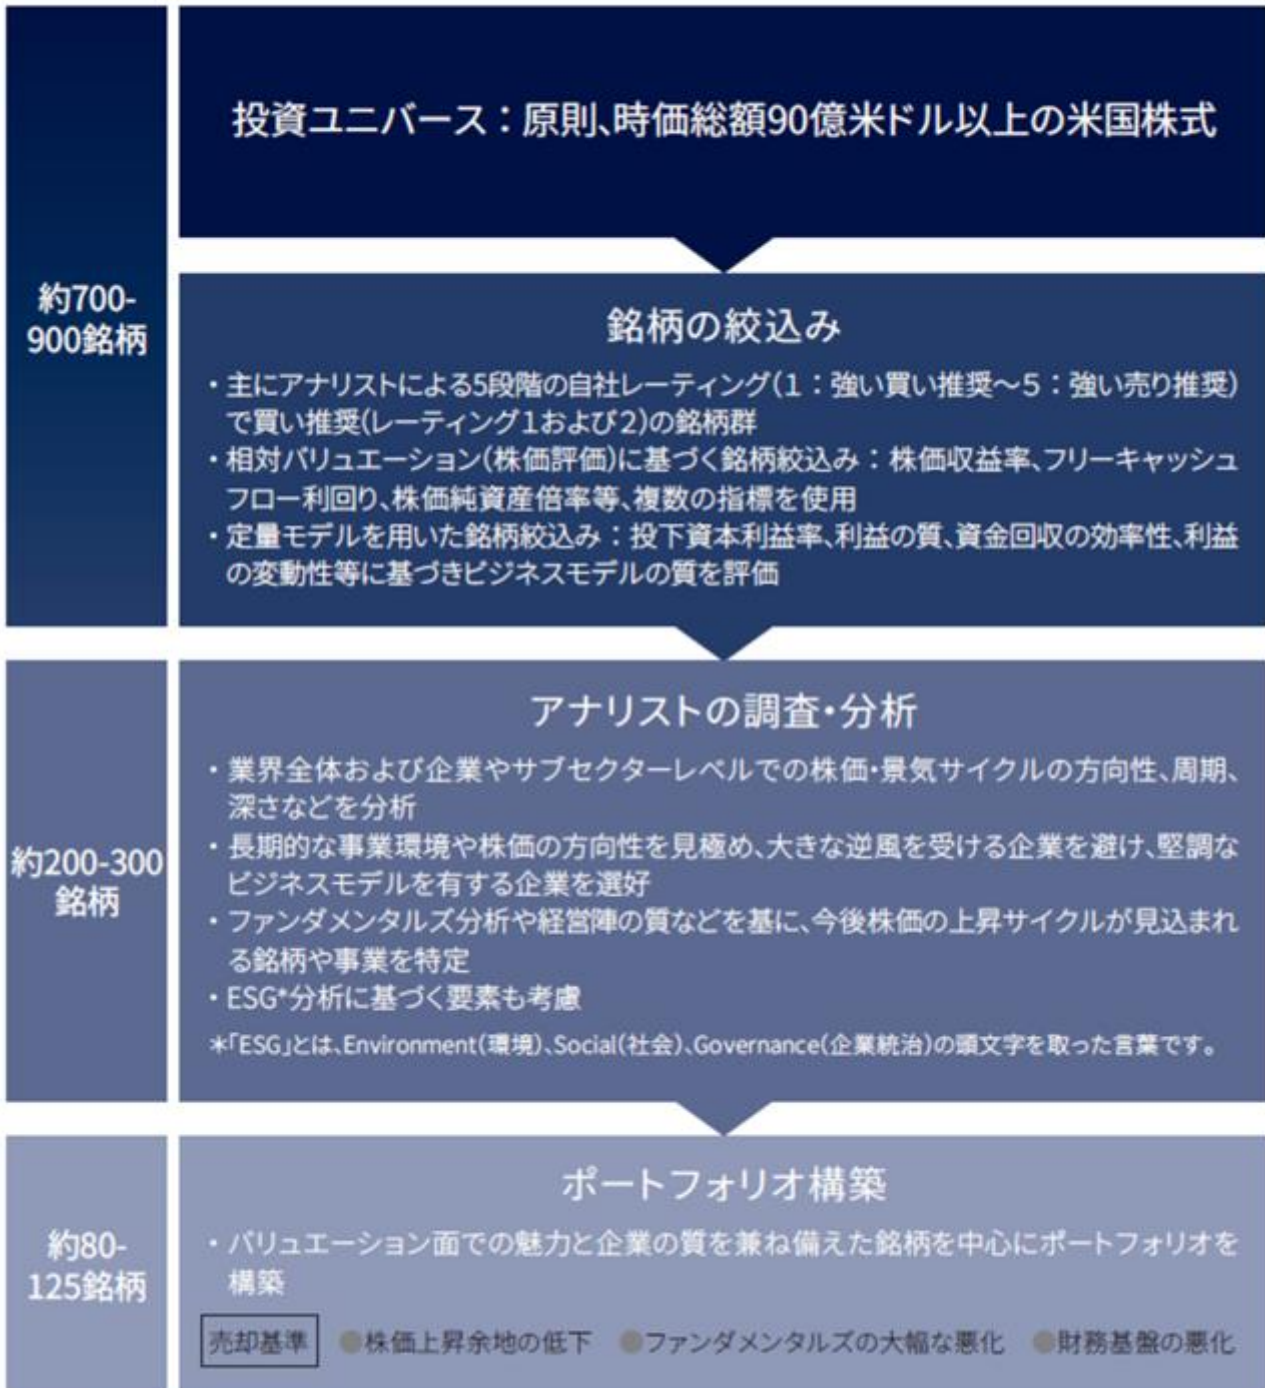 投資ユニバース：原則、時価総額90億米ドル以上の米国株式
約700-
900銘柄
銘柄の絞込み
・主にアナリストによる5段階の自社レーティング(１：強い買い推奨～５：強い売り推奨)
で買い推奨(レーティング１および２)の銘柄群
・相対バリュエーション(株価評価)に基づく銘柄絞込み：株価収益率、フリーキャッシュ
フロー利回り、株価純資産倍率等、複数の指標を使用
・定量モデルを用いた銘柄絞込み：投下資本利益率、利益の質、資金回収の効率性、利益
の変動性等に基づきビジネスモデルの質を評価
約200-300
銘柄
アナリストの調査・分析
・業界全体および企業やサブセクターレベルでの株価・景気サイクルの方向性、周期、
深さなどを分析
・長期的な事業環境や株価の方向性を見極め、大きな逆風を受ける企業を避け、堅調な
ビジネスモデルを有する企業を選好
・ファンダメンタルズ分析や経営陣の質などを基に、今後株価の上昇サイクルが見込まれ
る銘柄や事業を特定
・ESG*分析に基づく要素も考慮
＊「ESG」とは、Environment(環境)、Social(社会)、Governance(企業統治)の頭文字を取った言葉です。
約80-
125銘柄
ポートフォリオ構築
・バリュエーション面での魅力と企業の質を兼ね備えた銘柄を中心にポートフォリオを
構築
売却基準 ●株価上昇余地の低下 ●ファンダメンタルズの大幅な悪化 ●財務基盤の悪化